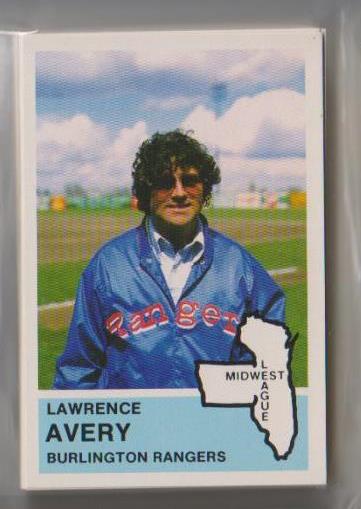 Rangers
MIDWEST
LEAGUE
LAWRENCE
AVERY
BURLINGTON RANGERS